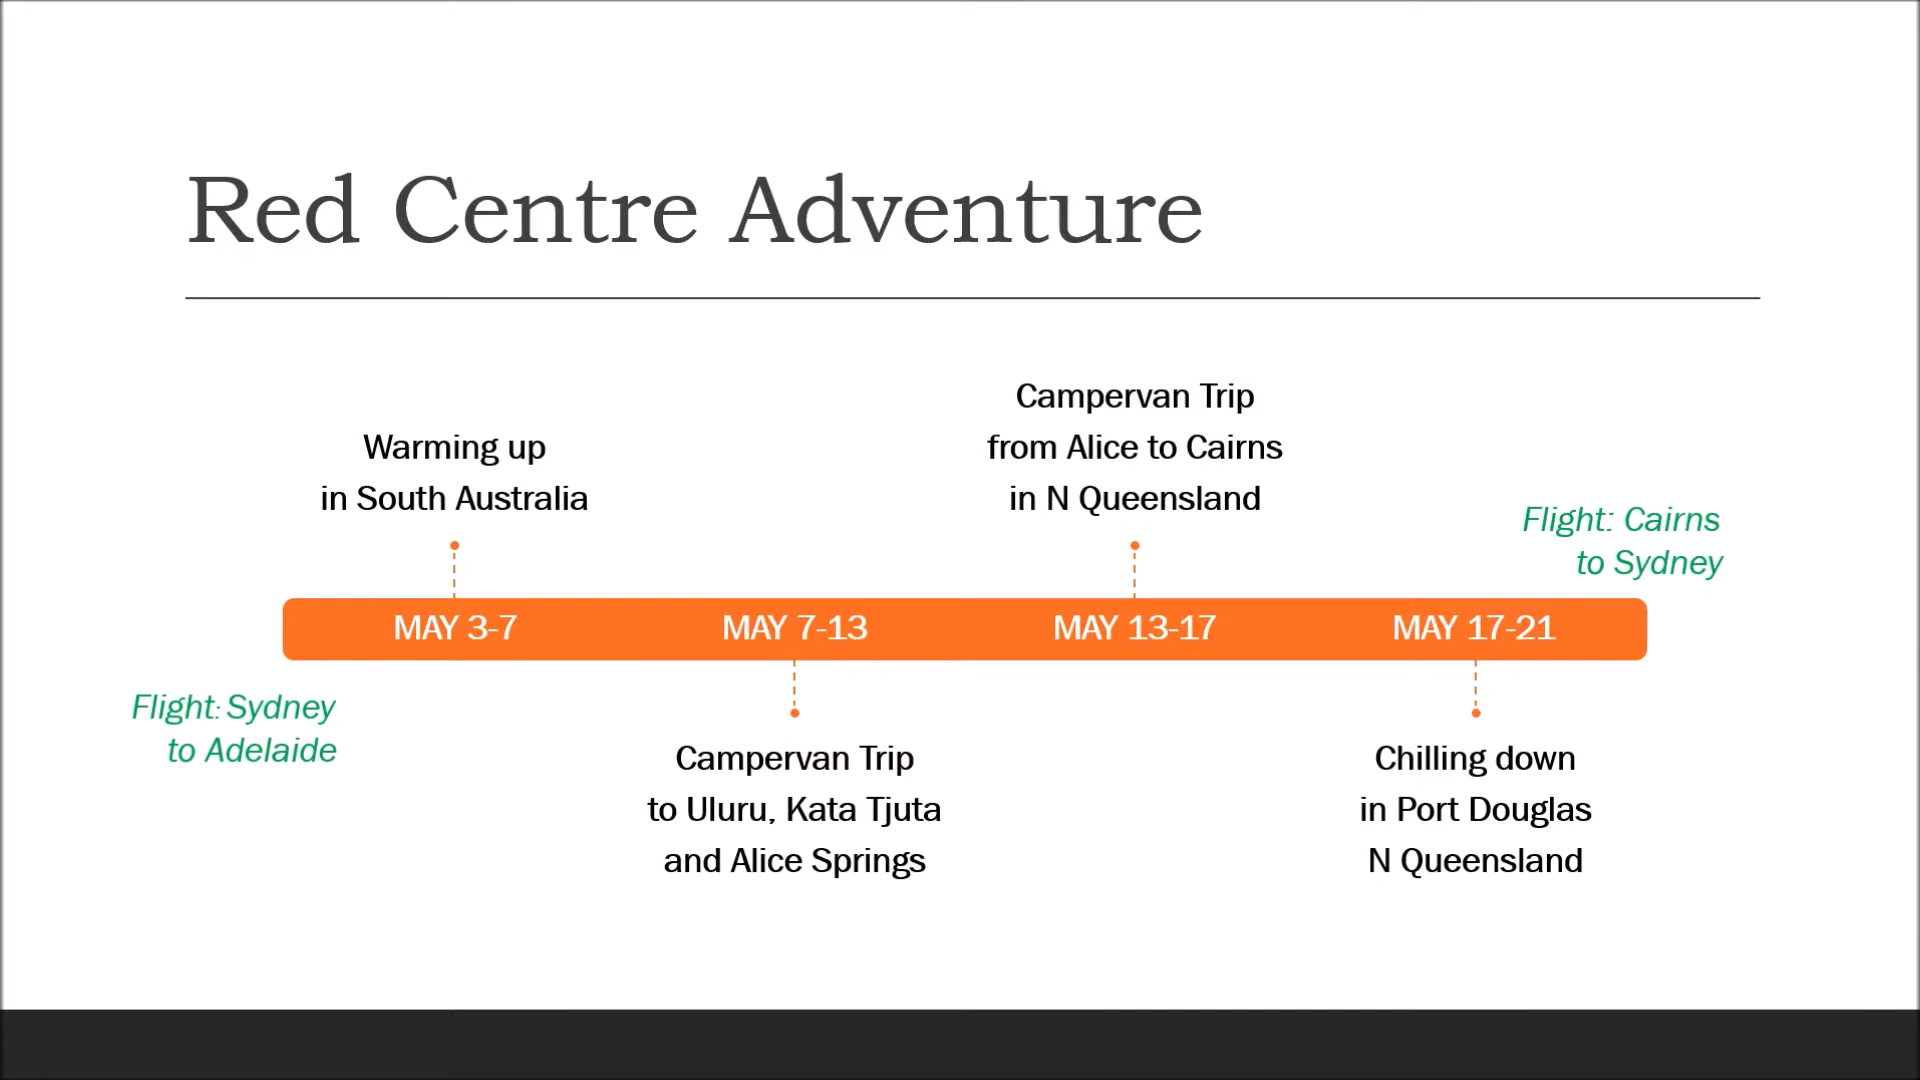 Red Centre Adventure
Warming up
in South Australia
Campervan Trip
from Alice to Cairns
in N Queensland
Flight: Cairns
to Sydney
MAY 3-7
MAY 7-13
MAY 13-17
MAY 17-21
Flight: Sydney
to Adelaide
Campervan Trip
to Uluru, Kata Tjuta
and Alice Springs
Chilling down
in Port Douglas
N Queensland